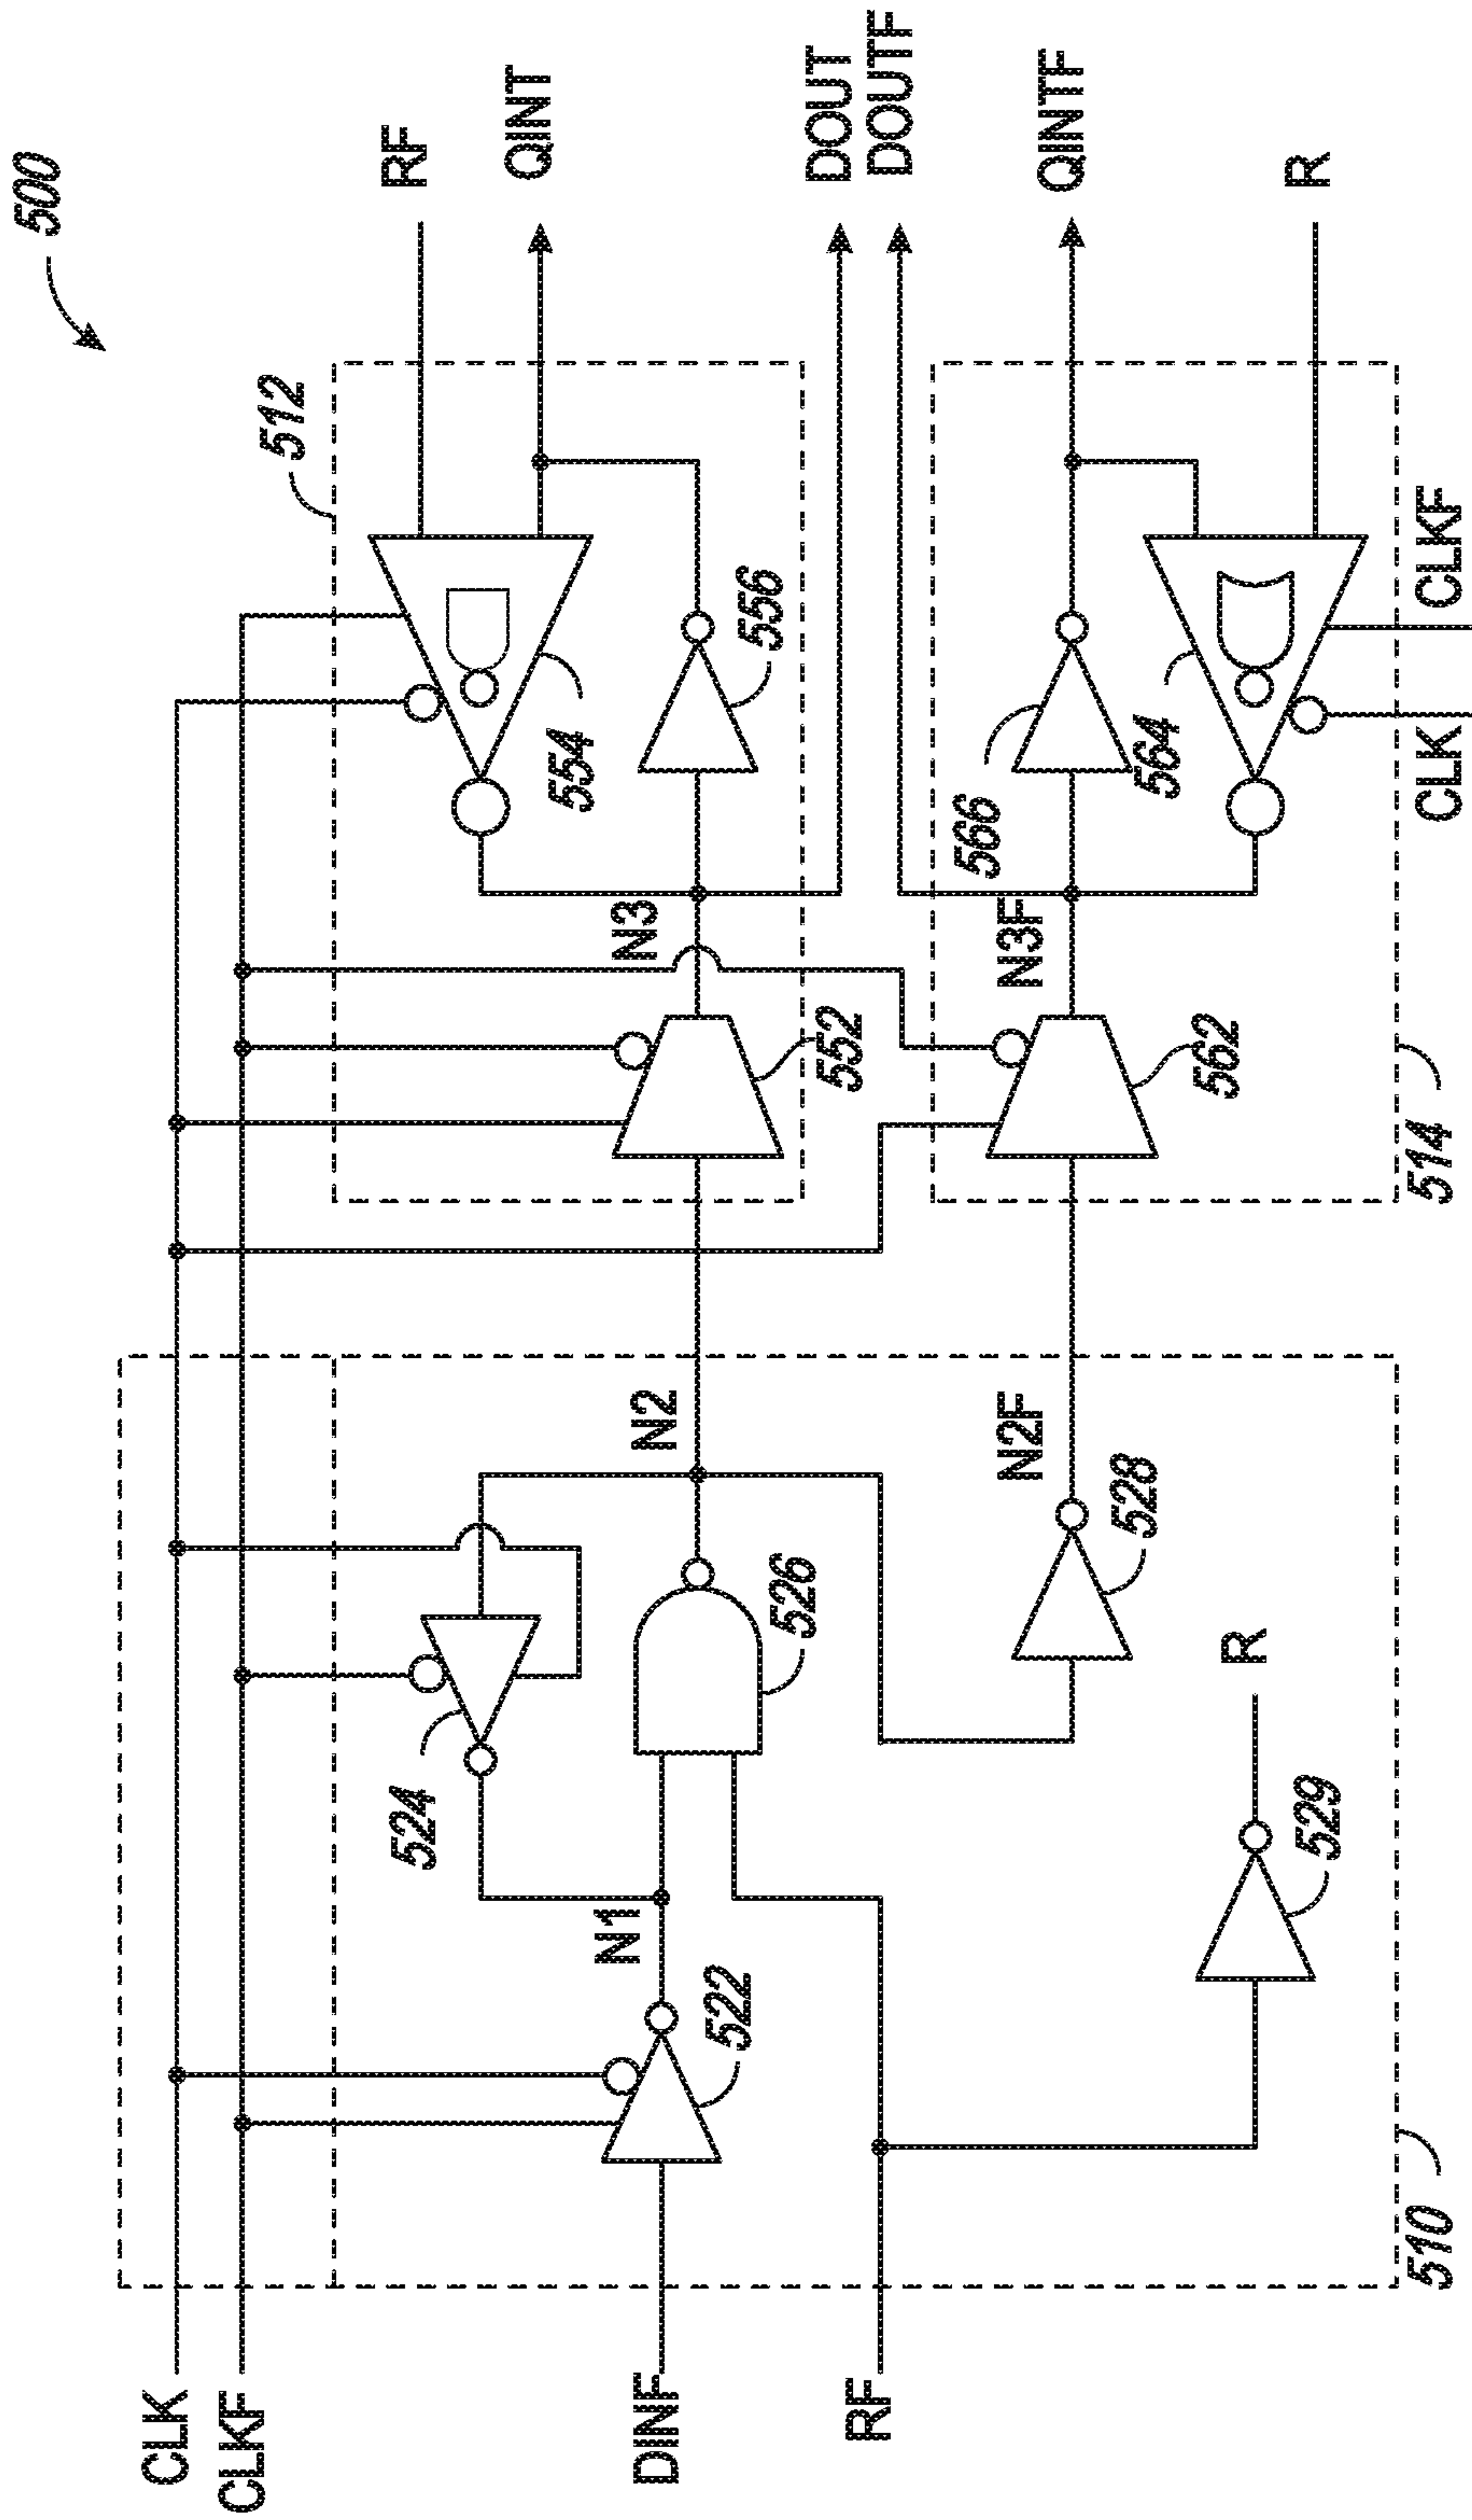 500
CLK
CLKF
DINF
RF
510
522
N1
524
526
N2
528
N2F
529
R
512
552
N3
554
556
RF
QINT
DOUT
DOUTF
514
562
N3F
566
564
QINTF
R
CLK
CLKF